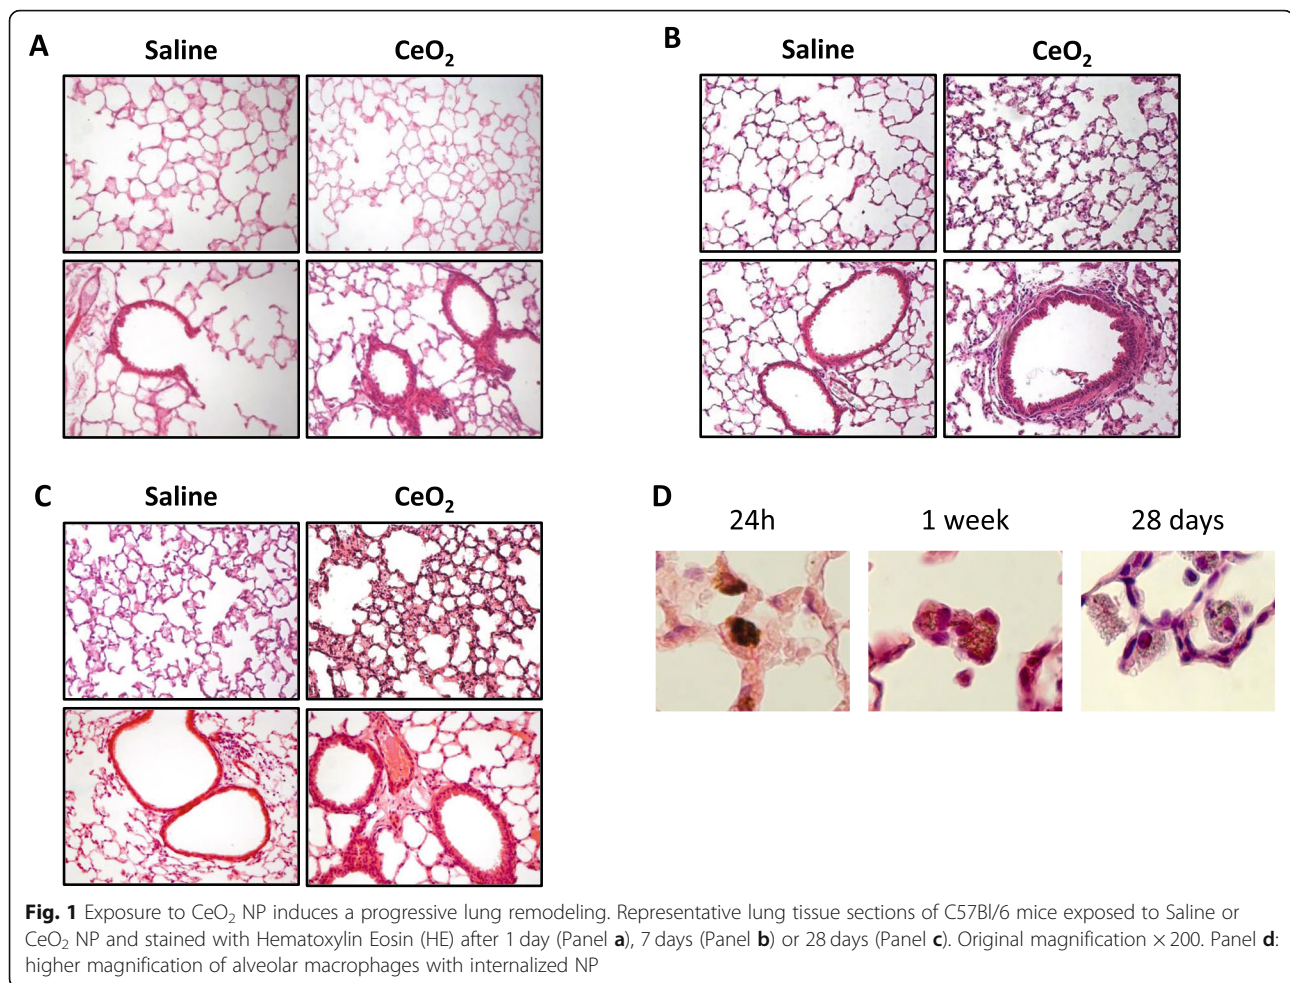 A
Saline
CeO₂
B
Saline
CeO₂
C
Saline
CeO₂
D
24h
1 week
28 days
Fig. 1 Exposure to CeO₂ NP induces a progressive lung remodeling. Representative lung tissue sections of C57Bl/6 mice exposed to Saline or
CeO₂ NP and stained with Hematoxylin Eosin (HE) after 1 day (Panel a), 7 days (Panel b) or 28 days (Panel c). Original magnification × 200. Panel d:
higher magnification of alveolar macrophages with internalized NP